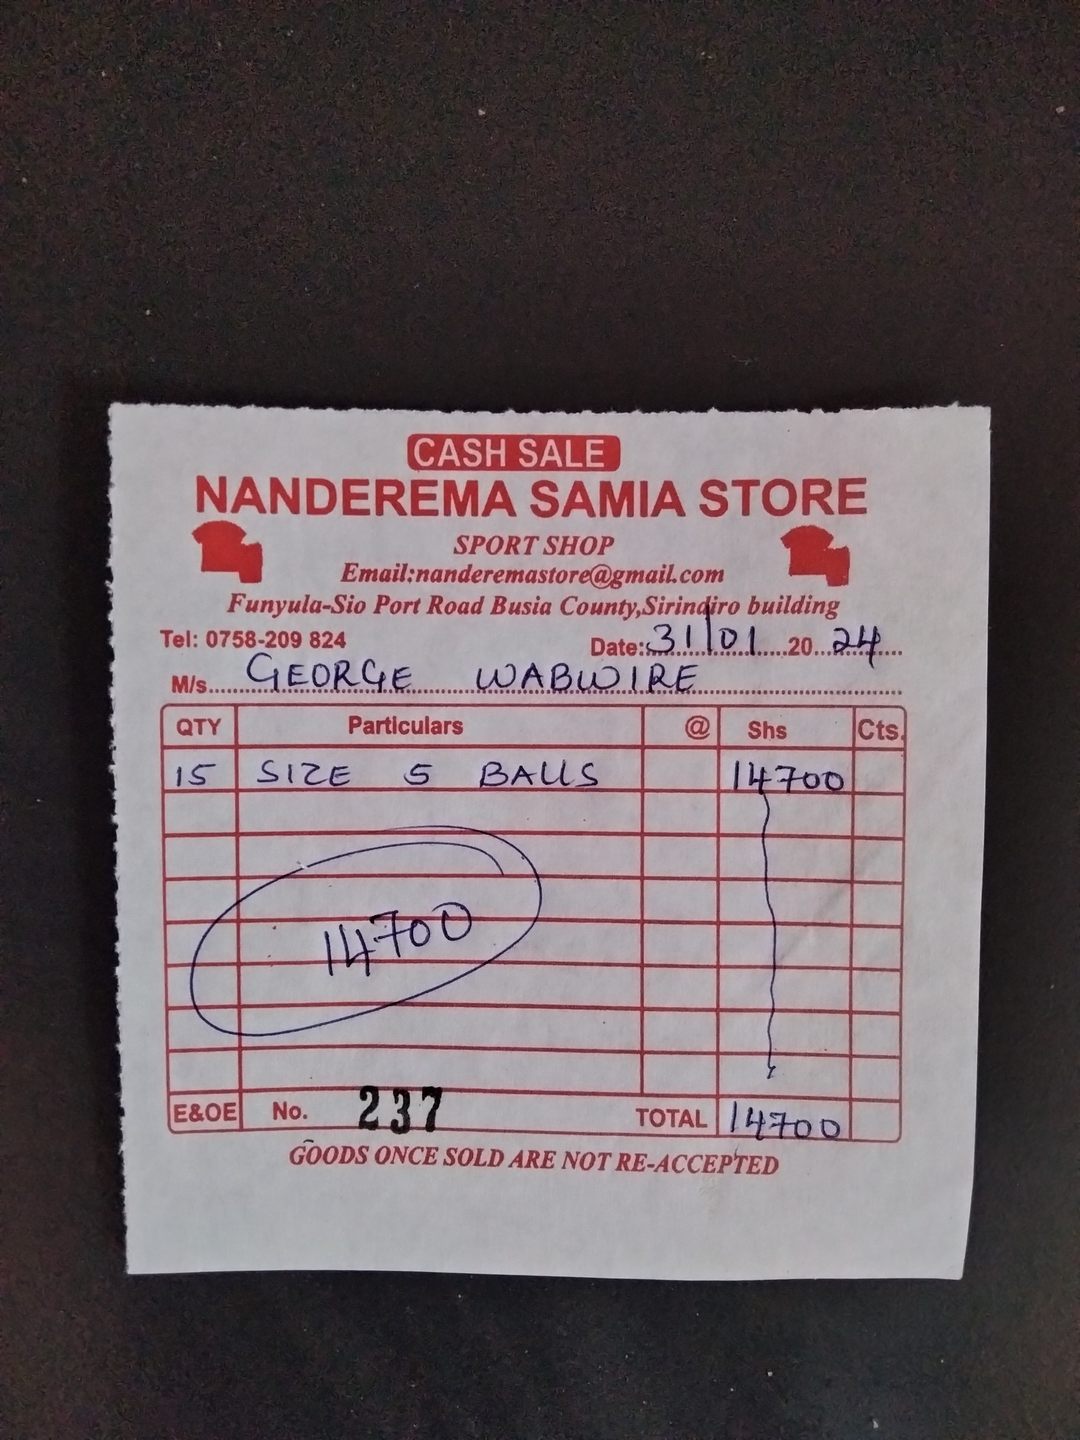 CASH SALE
NANDEREMA SAMIA STORE
SPORT SHOP
Email:nanderemastore@gmail.com
Funyula-Sio Port Road Busia County,Sirindiro building
Tel: 0758-209 824 Date:31/01 20 24
M/s GEORGE WABWIRE
QTY Particulars @ Shs Cts.
15 SIZE 5 BALLS 14700
14700
E&OE No. 237 TOTAL 14700
GOODS ONCE SOLD ARE NOT RE-ACCEPTED